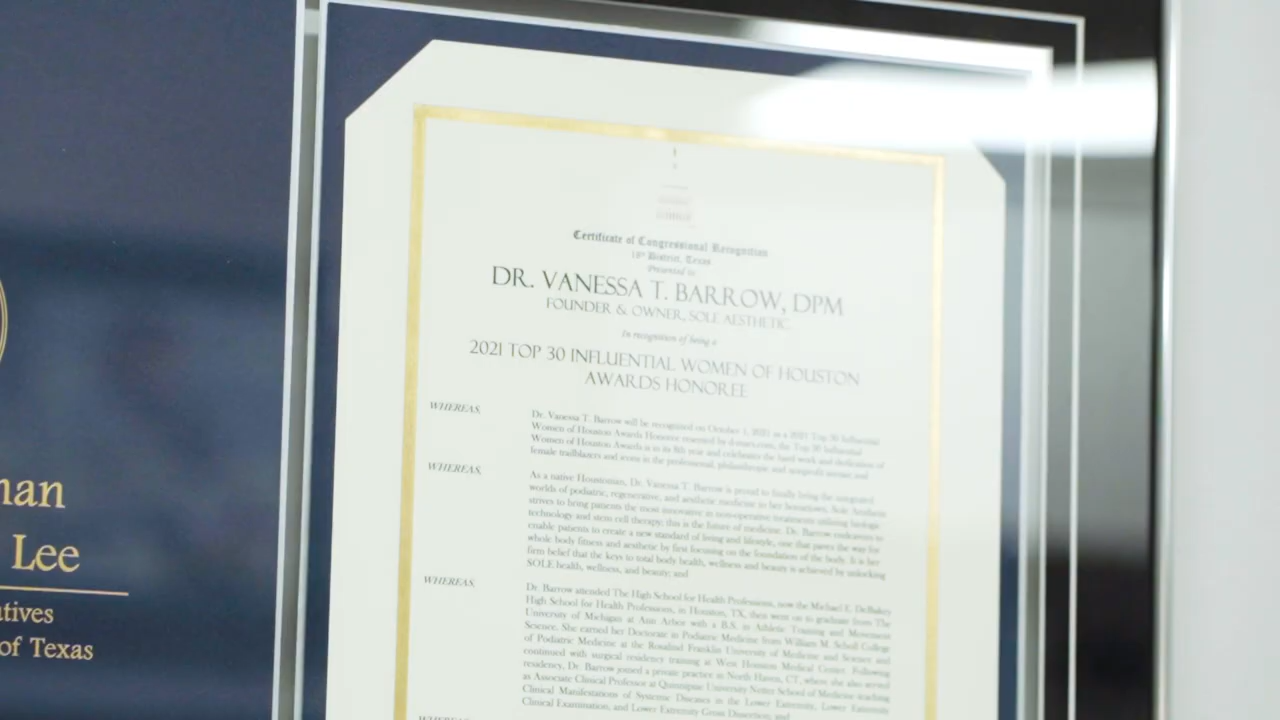 man
Lee
tives
of Texas
Certificate of Congressional Recognition
18th District, Texas
Presented to
DR. VANESSA T. BARROW, DPM
FOUNDER & OWNER, SOLE AESTHETIC
In recognition of being a
2021 TOP 30 INFLUENTIAL WOMEN OF HOUSTON
AWARDS HONOREE
WHEREAS,
Dr. Vanessa T. Barrow will be recognized on October 1, 2021 as a 2021 Top 30 Influential
Women of Houston Awards Honoree presented by d-mars.com, the Top 30 Influential
Women of Houston Awards is in its 8th year and celebrates the hard work and dedication of
female trailblazers and icons in the professional, philanthropic and nonprofit arenas; and
WHEREAS,
As a native Houstonian, Dr. Vanessa T. Barrow is proud to finally bring the integrated
worlds of podiatric, regenerative, and aesthetic medicine to her hometown. Sole Aesthetic
strives to bring patients the most innovative in non-operative treatments utilizing biologic
technology and stem cell therapy; this is the future of medicine. Dr. Barrow endeavors to
enable patients to create a new standard of living and lifestyle, one that paves the way for
whole body fitness and aesthetic by first focusing on the foundation of the body. It is her
firm belief that the keys to total body health, wellness and beauty is achieved by unlocking
SOLE health, wellness, and beauty; and
WHEREAS,
Dr. Barrow attended The High School for Health Professions, now the Michael E. DeBakey
High School for Health Professions, in Houston, TX, then went on to graduate from The
University of Michigan at Ann Arbor with a B.S. in Athletic Training and Movement
Science. She earned her Doctorate in Podiatric Medicine from William M. Scholl College
of Podiatric Medicine at the Rosalind Franklin University of Medicine and Science and
continued with surgical residency training at West Houston Medical Center. Following
residency, Dr. Barrow joined a private practice in North Haven, CT, where she also served
as Associate Clinical Professor at Quinnipiac University Netter School of Medicine teaching
Clinical Manifestations of Systemic Diseases in the Lower Extremity, Lower Extremity
Clinical Examination, and Lower Extremity Gross Dissection; and
WHEREAS,